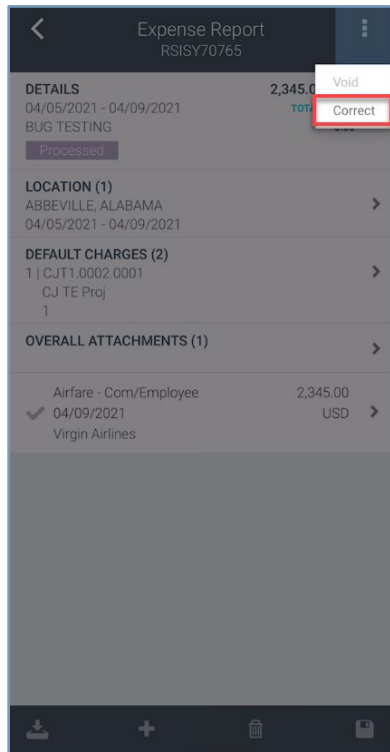 Expense Report
RSISY70765
Void
Correct
DETAILS
2,345.0
04/05/2021 - 04/09/2021
TOT
BUG TESTING
Processed
LOCATION (1)
ABBEVILLE, ALABAMA
04/05/2021 - 04/09/2021
DEFAULT CHARGES (2)
1 | CJT1.0002.0001
CJ TE Proj
1
OVERALL ATTACHMENTS (1)
Airfare - Com/Employee
2,345.00
04/09/2021
USD
Virgin Airlines